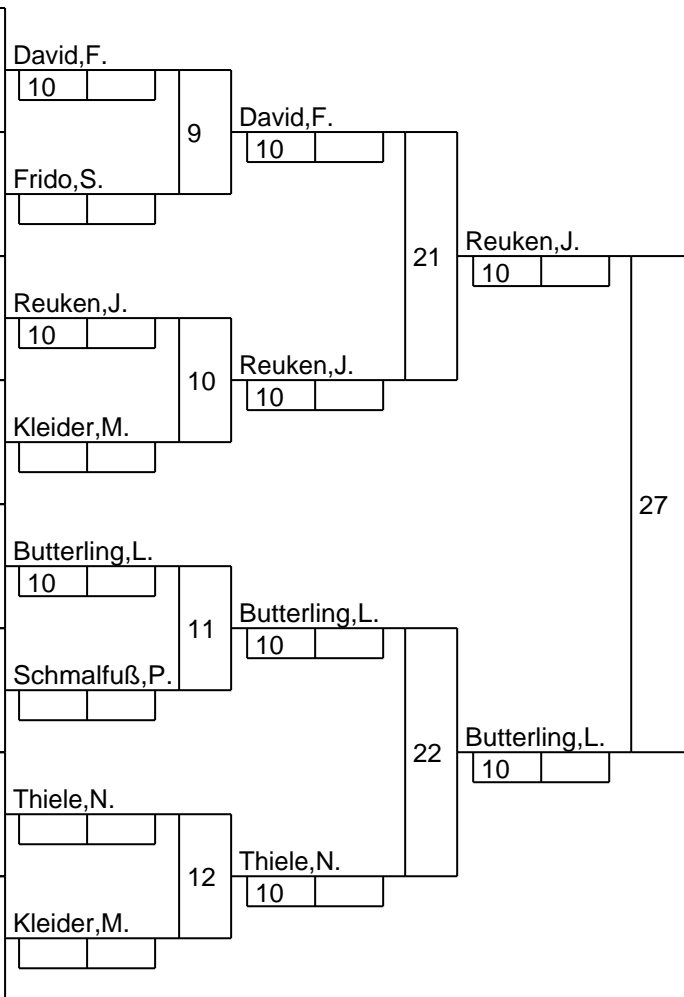 David,F.
10
9
David,F.
10
Frido,S.
21
Reuken,J.
10
Reuken,J.
10
10
Reuken,J.
10
Kleider,M.
27
Butterling,L.
10
11
Butterling,L.
10
Schmalfuß,P.
22
Butterling,L.
10
Thiele,N.
12
Thiele,N.
10
Kleider,M.